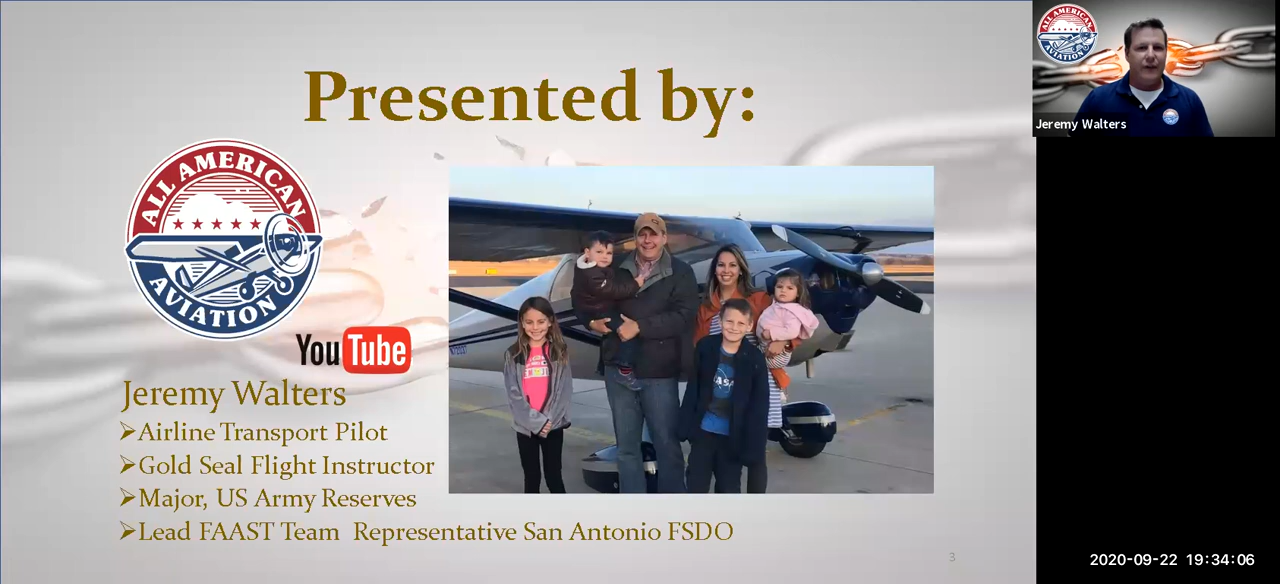 Presented by:
ALL AMERICAN
AVIATION
YouTube
Jeremy Walters
➢Airline Transport Pilot
➢Gold Seal Flight Instructor
➢Major, US Army Reserves
➢Lead FAAST Team  Representative San Antonio FSDO
NASA
3
ALL AMERICAN
AVIATION
Jeremy Walters
2020-09-22 19:34:06